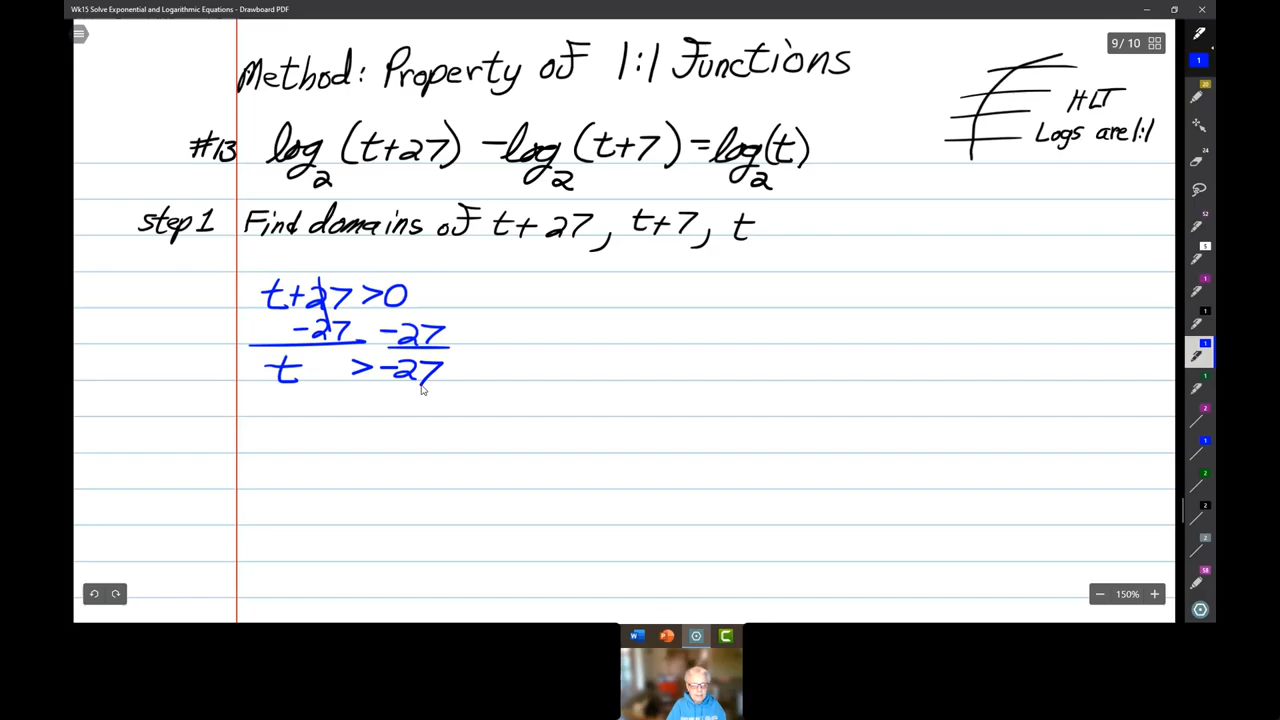 Wk15 Solve Exponential and Logarithmic Equations - Drawboard PDF
9 / 10
Method: Property of 1:1 Functions
HLT
Logs are 1:1
#13 log₂(t+27) - log₂(t+7) = log₂(t)
step 1 Find domains of t+27, t+7, t
t+27 >0
-27 -27
t > -27
150%